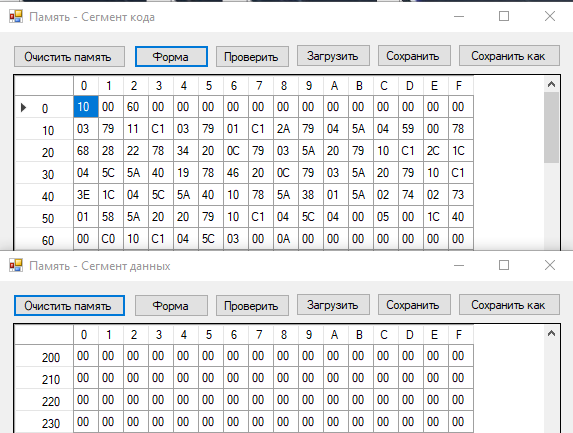 Память - Сегмент кода
Очистить память Форма Проверить Загрузить Сохранить Сохранить как
0 1 2 3 4 5 6 7 8 9 A B C D E F
0 10 00 60 00 00 00 00 00 00 00 00 00 00 00 00 00
10 03 79 11 C1 03 79 01 C1 2A 79 04 5A 04 59 00 78
20 68 28 22 78 34 20 0C 79 03 5A 20 79 10 C1 2C 1C
30 04 5C 5A 40 19 78 46 20 0C 79 03 5A 20 79 10 C1
40 3E 1C 04 5C 5A 40 10 78 5A 38 01 5A 02 74 02 73
50 01 58 5A 20 20 79 10 C1 04 5C 04 00 05 00 1C 40
60 00 C0 10 C1 04 5C 03 00 0A 00 00 00 00 00 00 00
Память - Сегмент данных
Очистить память Форма Проверить Загрузить Сохранить Сохранить как
0 1 2 3 4 5 6 7 8 9 A B C D E F
200 00 00 00 00 00 00 00 00 00 00 00 00 00 00 00 00
210 00 00 00 00 00 00 00 00 00 00 00 00 00 00 00 00
220 00 00 00 00 00 00 00 00 00 00 00 00 00 00 00 00
230 00 00 00 00 00 00 00 00 00 00 00 00 00 00 00 00